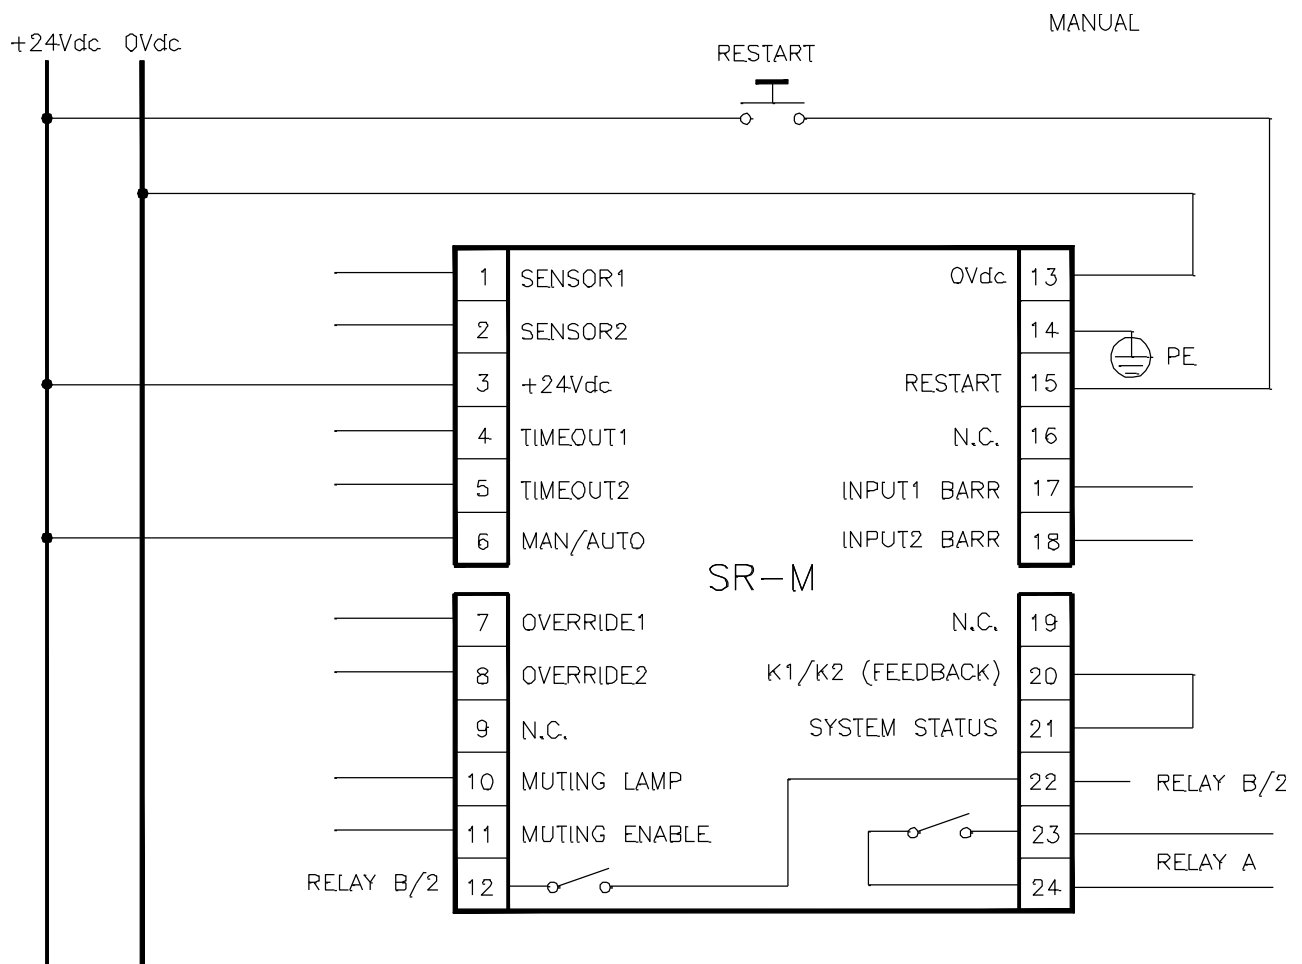 MANUAL
+24Vdc 0Vdc
RESTART
1 SENSOR1 0Vdc 13
2 SENSOR2 14
PE
3 +24Vdc RESTART 15
4 TIMEOUT1 N.C. 16
5 TIMEOUT2 INPUT1 BARR 17
6 MAN/AUTO INPUT2 BARR 18
SR-M
7 OVERRIDE1 N.C. 19
8 OVERRIDE2 K1/K2 (FEEDBACK) 20
9 N.C. SYSTEM STATUS 21
10 MUTING LAMP 22 RELAY B/2
11 MUTING ENABLE 23
RELAY A
RELAY B/2 12 24